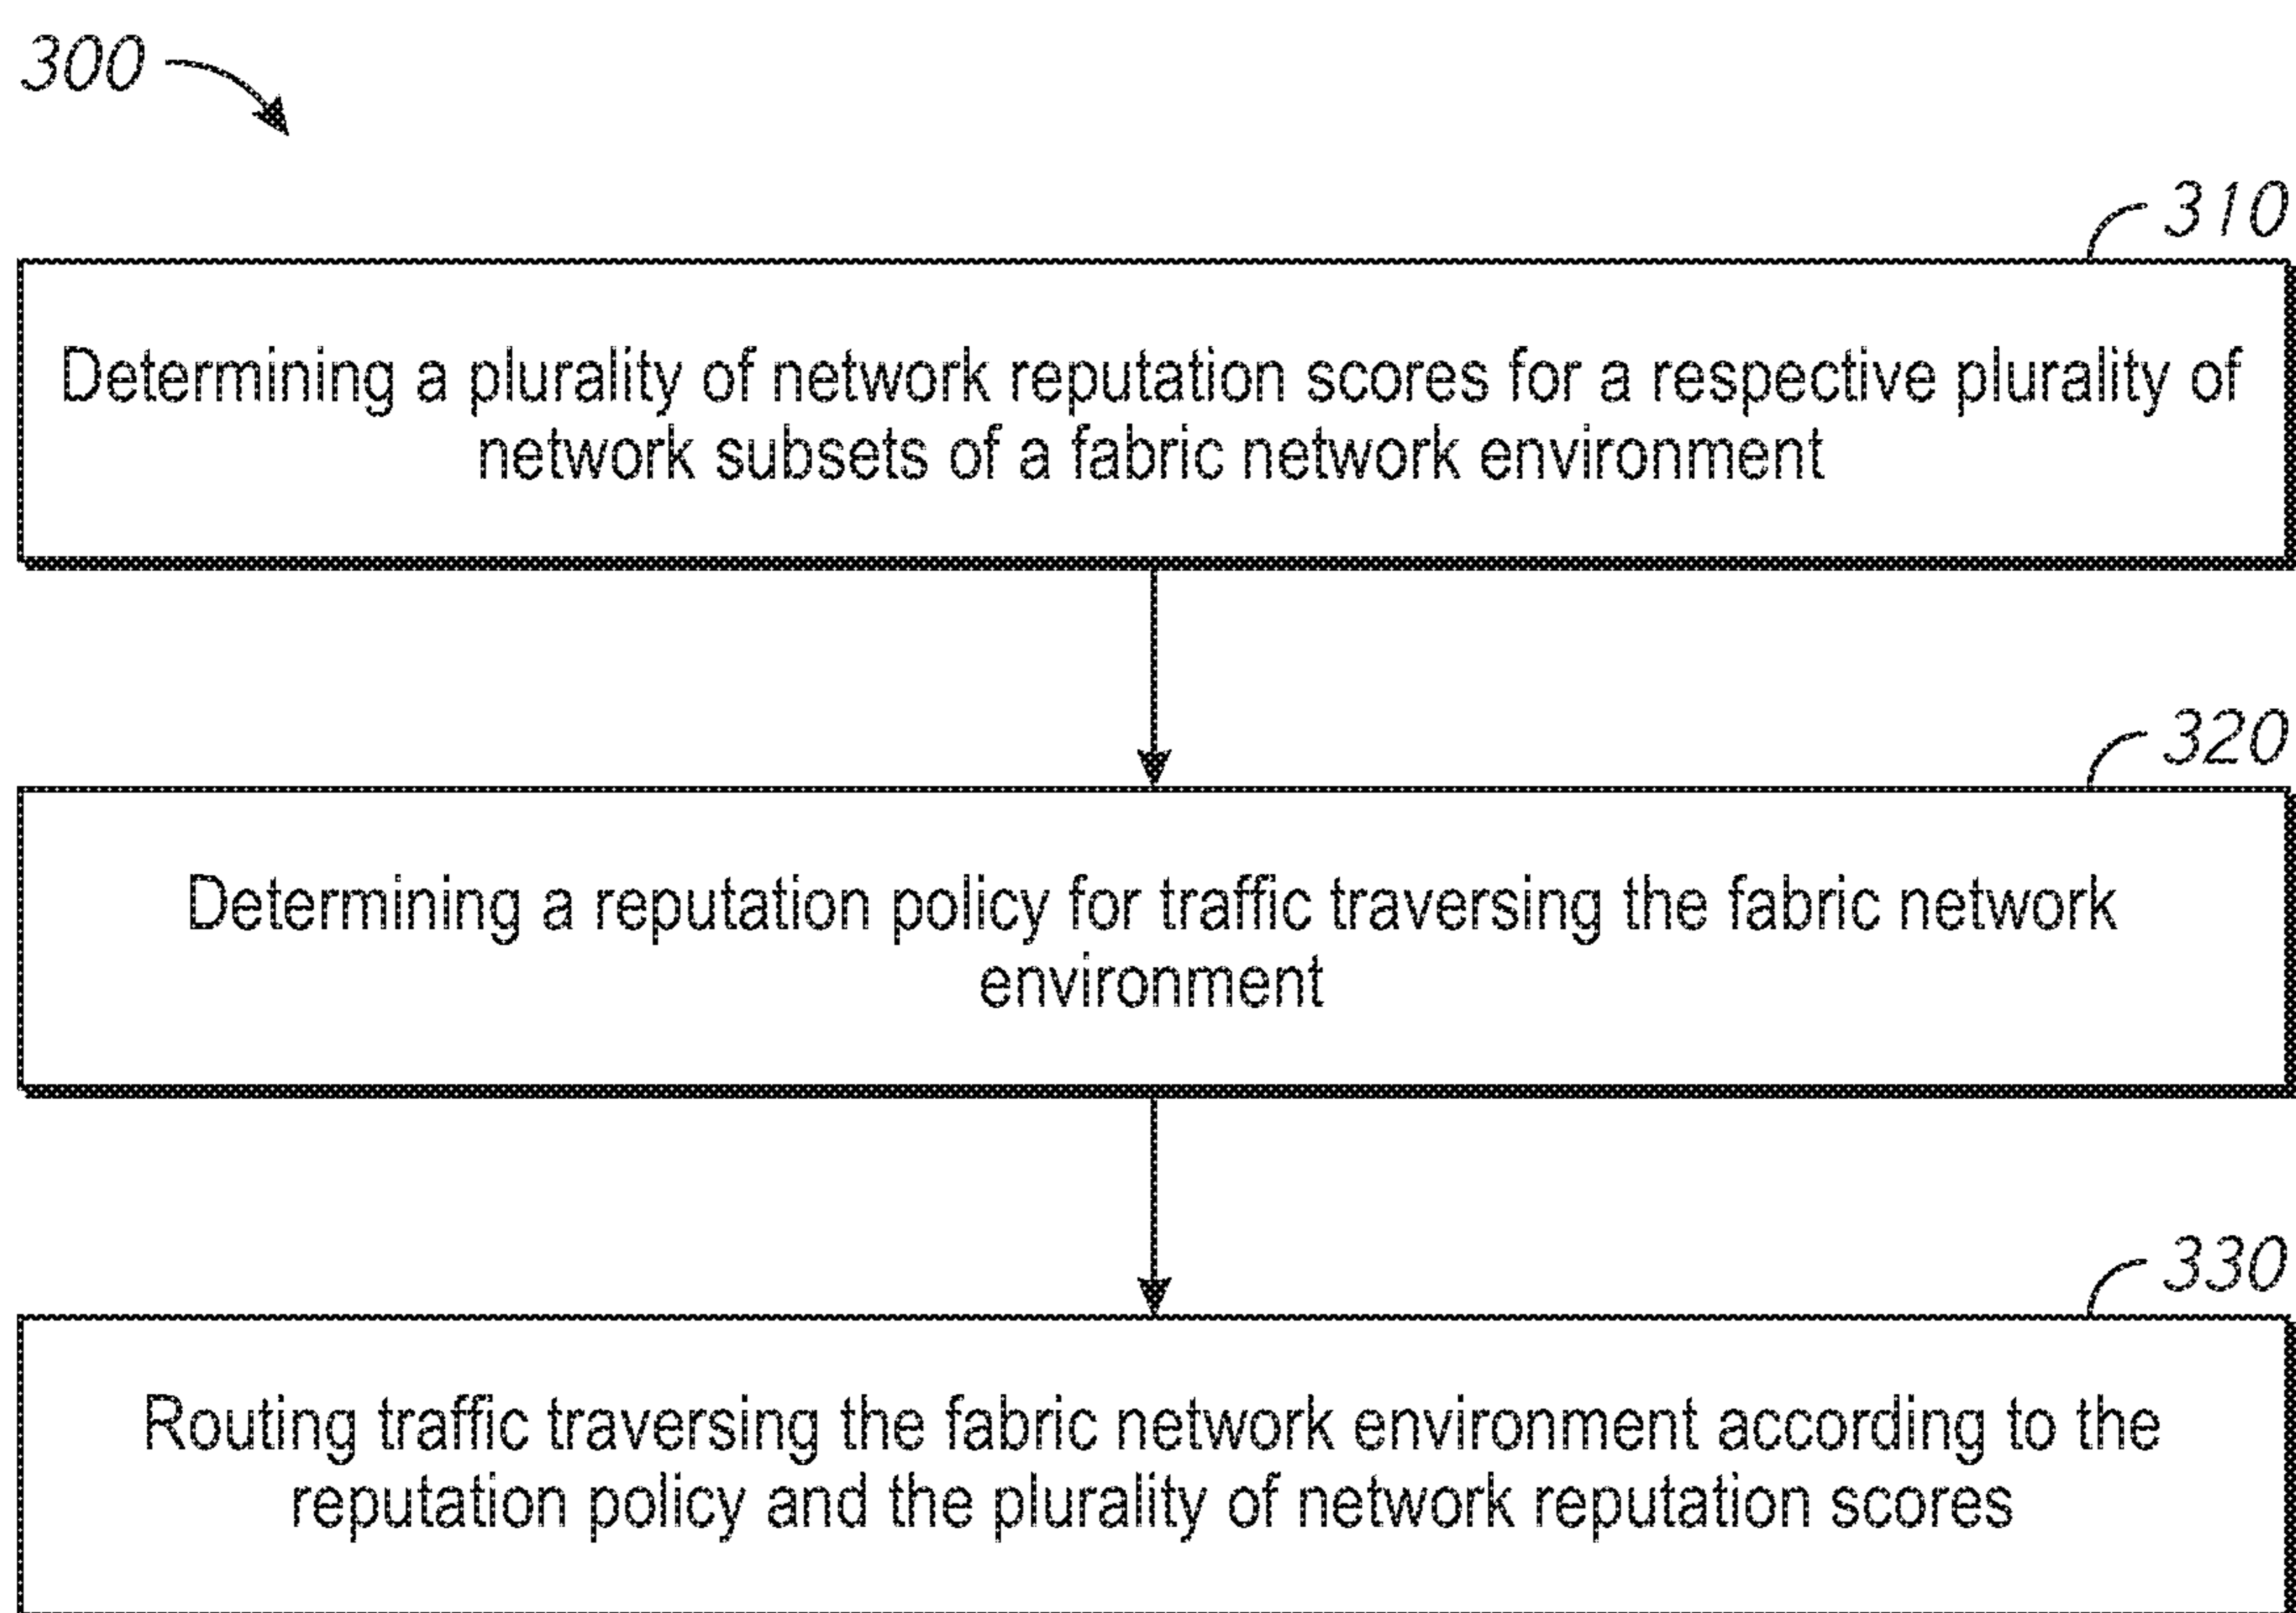 300
310
Determining a plurality of network reputation scores for a respective plurality of
network subsets of a fabric network environment
320
Determining a reputation policy for traffic traversing the fabric network
environment
330
Routing traffic traversing the fabric network environment according to the
reputation policy and the plurality of network reputation scores